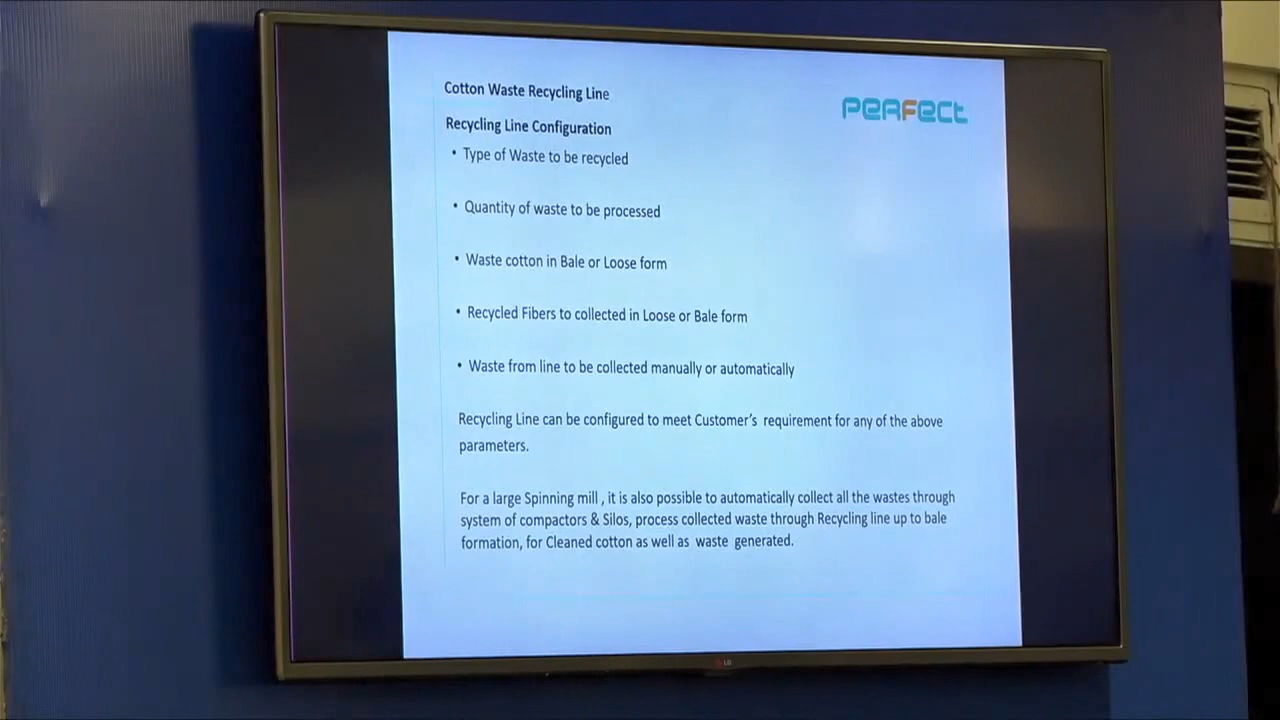 Cotton Waste Recycling Line
PERFECT
Recycling Line Configuration
• Type of Waste to be recycled
• Quantity of waste to be processed
• Waste cotton in Bale or Loose form
• Recycled Fibers to collected in Loose or Bale form
• Waste from line to be collected manually or automatically
Recycling Line can be configured to meet Customer's requirement for any of the above
parameters.
For a large Spinning mill , it is also possible to automatically collect all the wastes through
system of compactors & Silos, process collected waste through Recycling line up to bale
formation, for Cleaned cotton as well as waste generated.
LG